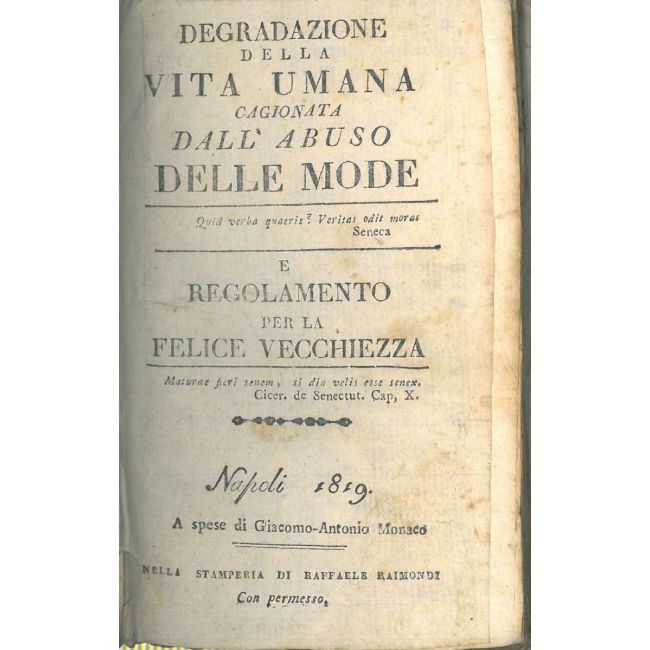 DEGRADAZIONE
DELLA
VITA UMANA
CAGIONATA
DALL' ABUSO
DELLE MODE
Quid verba quaeris? Veritas odit moras
Seneca
E
REGOLAMENTO
PER LA
FELICE VECCHIEZZA
Maturae fieri senem, si diu velis esse senex.
Cicer. de Senectut. Cap, X.
Napoli 1819.
A spese di Giacomo-Antonio Monaco
NELLA STAMPERIA DI RAFFAELE RAIMONDI
Con permesso,